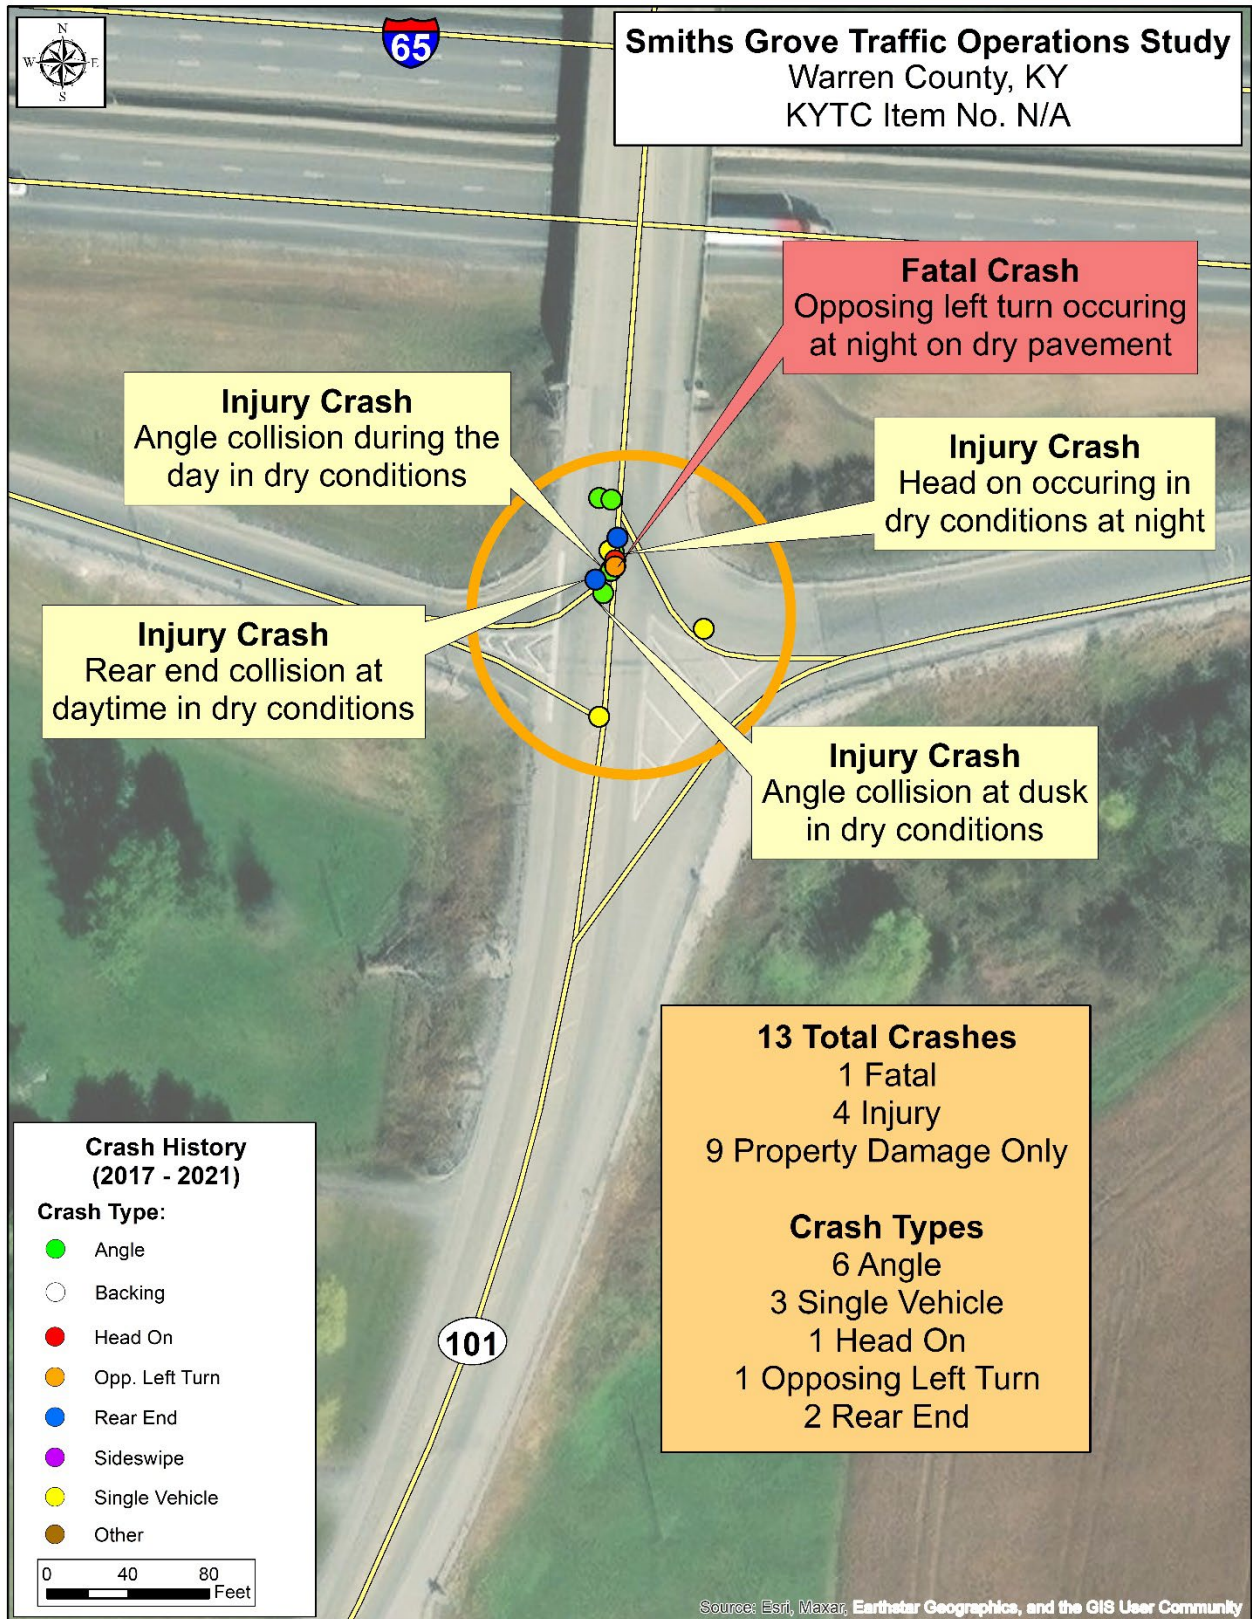 N
W
E
S
65
Smiths Grove Traffic Operations Study
Warren County, KY
KYTC Item No. N/A
Fatal Crash
Opposing left turn occuring
at night on dry pavement
Injury Crash
Angle collision during the
day in dry conditions
Injury Crash
Head on occuring in
dry conditions at night
Injury Crash
Rear end collision at
daytime in dry conditions
Injury Crash
Angle collision at dusk
in dry conditions
13 Total Crashes
1 Fatal
4 Injury
9 Property Damage Only
Crash Types
6 Angle
3 Single Vehicle
1 Head On
1 Opposing Left Turn
2 Rear End
Crash History
(2017 - 2021)
Crash Type:
Angle
Backing
Head On
Opp. Left Turn
Rear End
Sideswipe
Single Vehicle
Other
0 40 80
Feet
101
Source: Esri, Maxar, Earthstar Geographics, and the GIS User Community